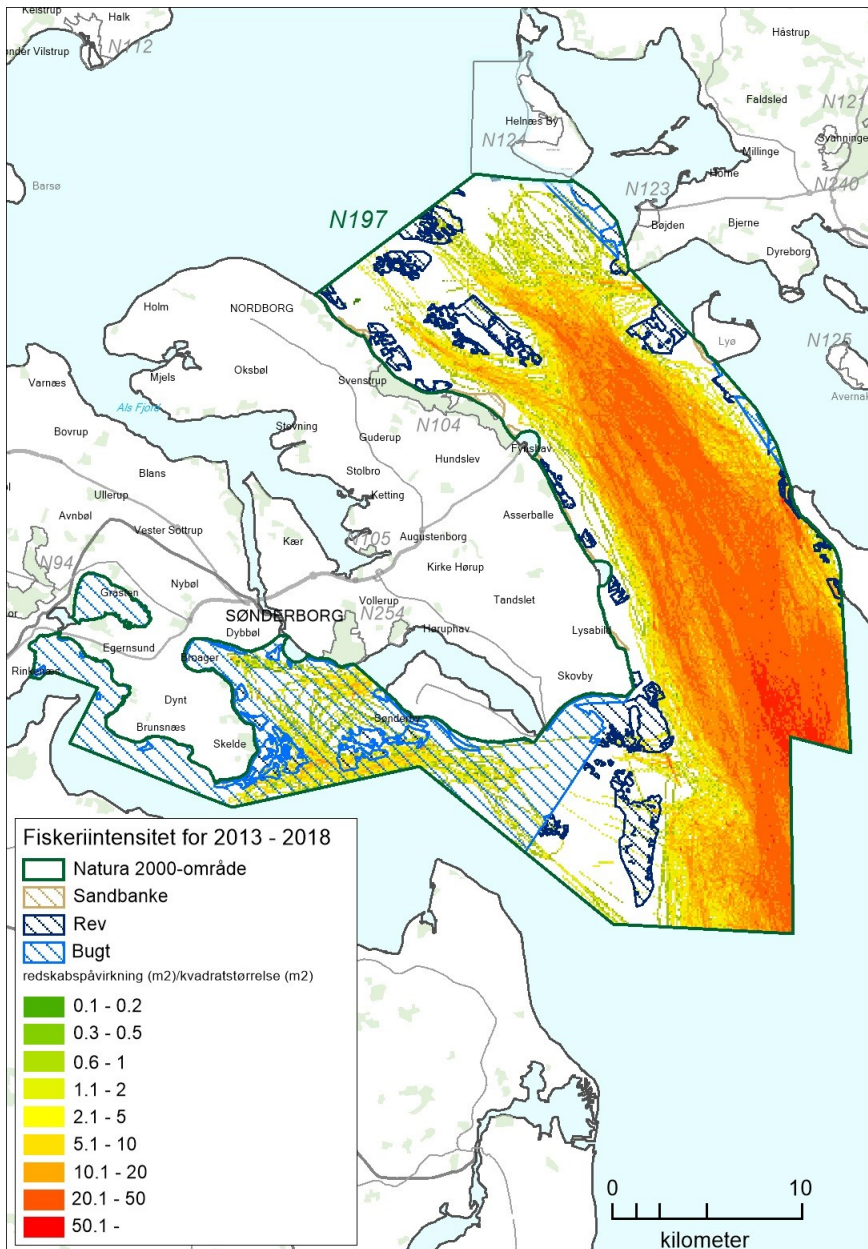 Kelstrup
Halk
N112
Sønder Vilstrup
Håstrup
Faldsled
N121
Helnæs By
N124
Svanninge
Millinge
Horne
N240
N123
Barsø
Bøjden
Bjerne
N197
Dyreborg
Holm
NORDBORG
Lyø
N125
Mjels
Oksbøl
Varnæs
Svenstrup
Avernak
Als Fjord
Stevning
N104
Bovrup
Guderup
Fynshav
Hundslev
Blans
Stolbro
Ullerup
Ketting
Asserballe
Avnbøl
Vester Sottrup
Kær
N105
Augustenborg
N94
Kirke Hørup
Nybøl
Gråsten
Vollerup
Tandslet
SØNDERBORG
N254
Dybbøl
Høruphav
Lysabild
Egernsund
Broager
Rinkenæs
Skovby
Dynt
Sønderby
Brunsnæs
Skelde
Fiskeriintensitet for 2013 - 2018
Natura 2000-område
Sandbanke
Rev
Bugt
redskabspåvirkning (m2)/kvadratstørrelse (m2)
0.1 - 0.2
0.3 - 0.5
0.6 - 1
1.1 - 2
2.1 - 5
5.1 - 10
10.1 - 20
20.1 - 50
50.1 -
0 10
kilometer